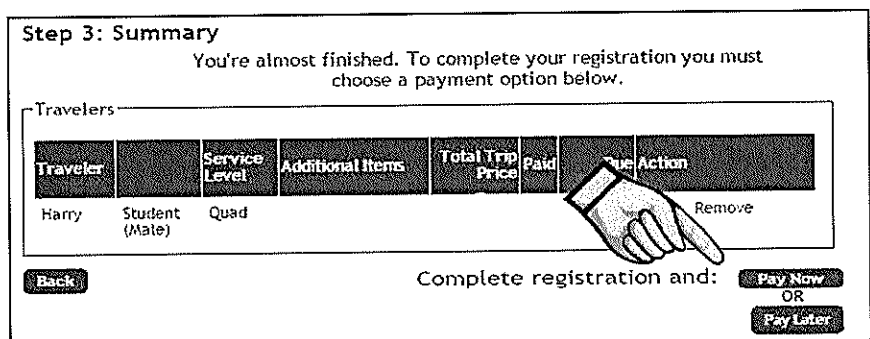 Step 3: Summary
You're almost finished. To complete your registration you must
choose a payment option below.
Travelers
Traveler Service Level Additional Items Total Trip Price Paid Due Action
Harry Student (Male) Quad Remove
Back
Complete registration and: Pay Now
OR
Pay Later